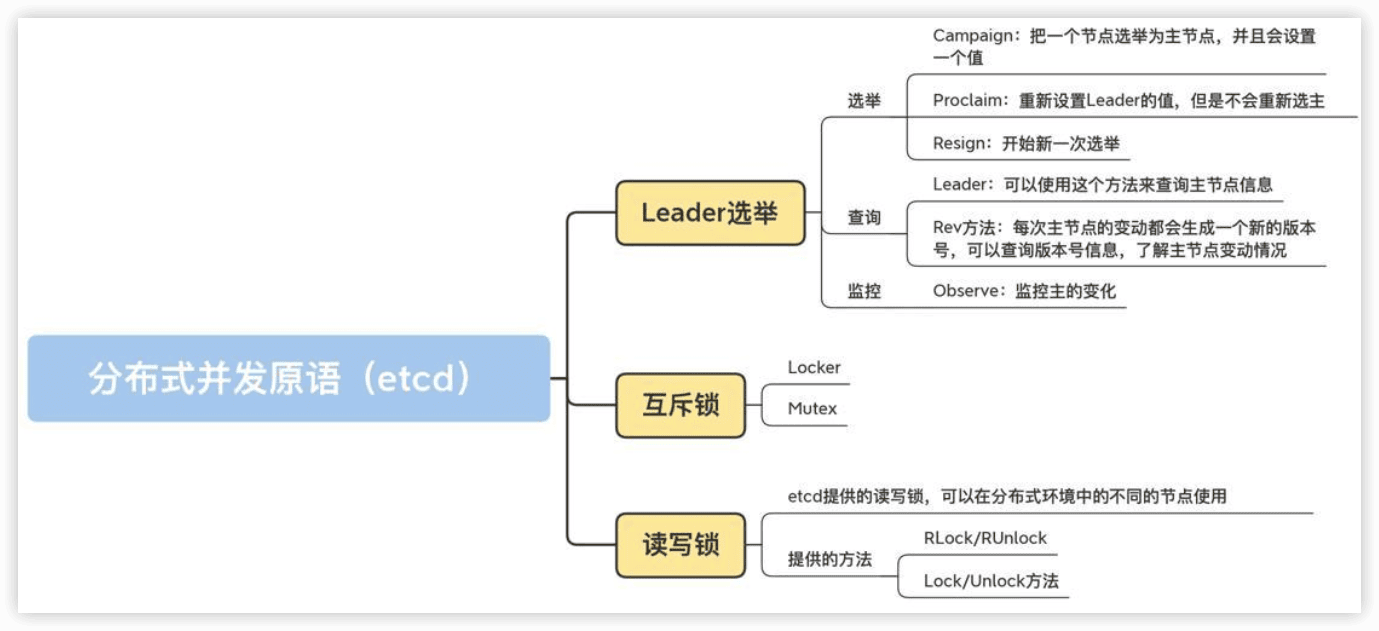 Campaign：把一个节点选举为主节点，并且会设置
一个值
选举
Proclaim：重新设置Leader的值，但是不会重新选主
Resign：开始新一次选举
Leader选举
Leader：可以使用这个方法来查询主节点信息
查询
Rev方法：每次主节点的变动都会生成一个新的版本
号，可以查询版本号信息，了解主节点变动情况
监控
Observe：监控主的变化
分布式并发原语（etcd）
互斥锁
Locker
Mutex
读写锁
etcd提供的读写锁，可以在分布式环境中的不同的节点使用
提供的方法
RLock/RUnlock
Lock/Unlock方法